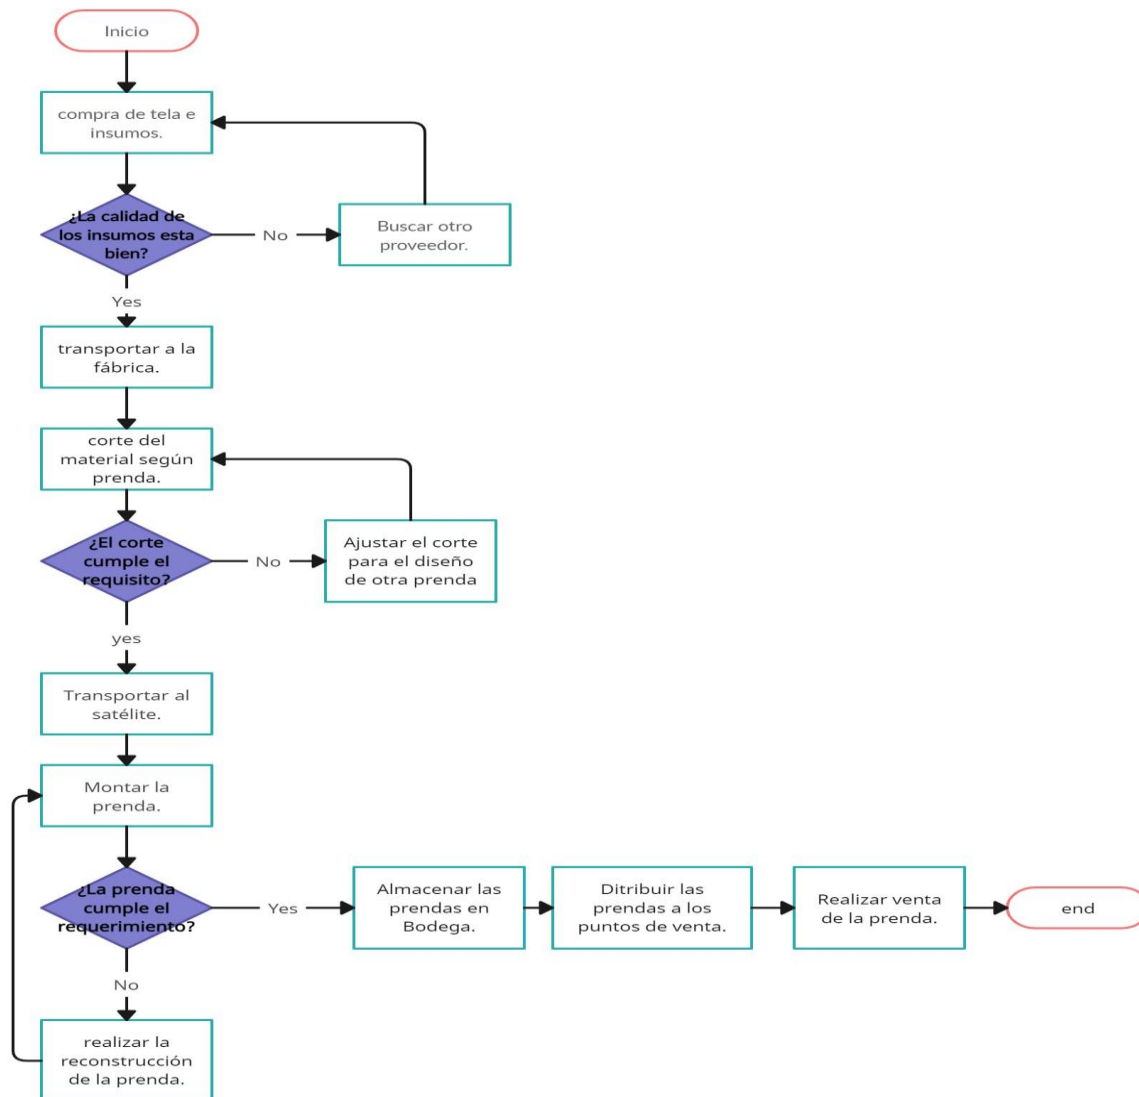 Inicio
compra de tela e
insumos.
¿La calidad de
los insumos esta
bien?
No
Buscar otro
proveedor.
Yes
transportar a la
fábrica.
corte del
material según
prenda.
¿El corte
cumple el
requisito?
No
Ajustar el corte
para el diseño
de otra prenda
yes
Transportar al
satélite.
Montar la
prenda.
¿La prenda
cumple el
requerimiento?
Yes
Almacenar las
prendas en
Bodega.
Ditribuir las
prendas a los
puntos de venta.
Realizar venta
de la prenda.
end
No
realizar la
reconstrucción
de la prenda.